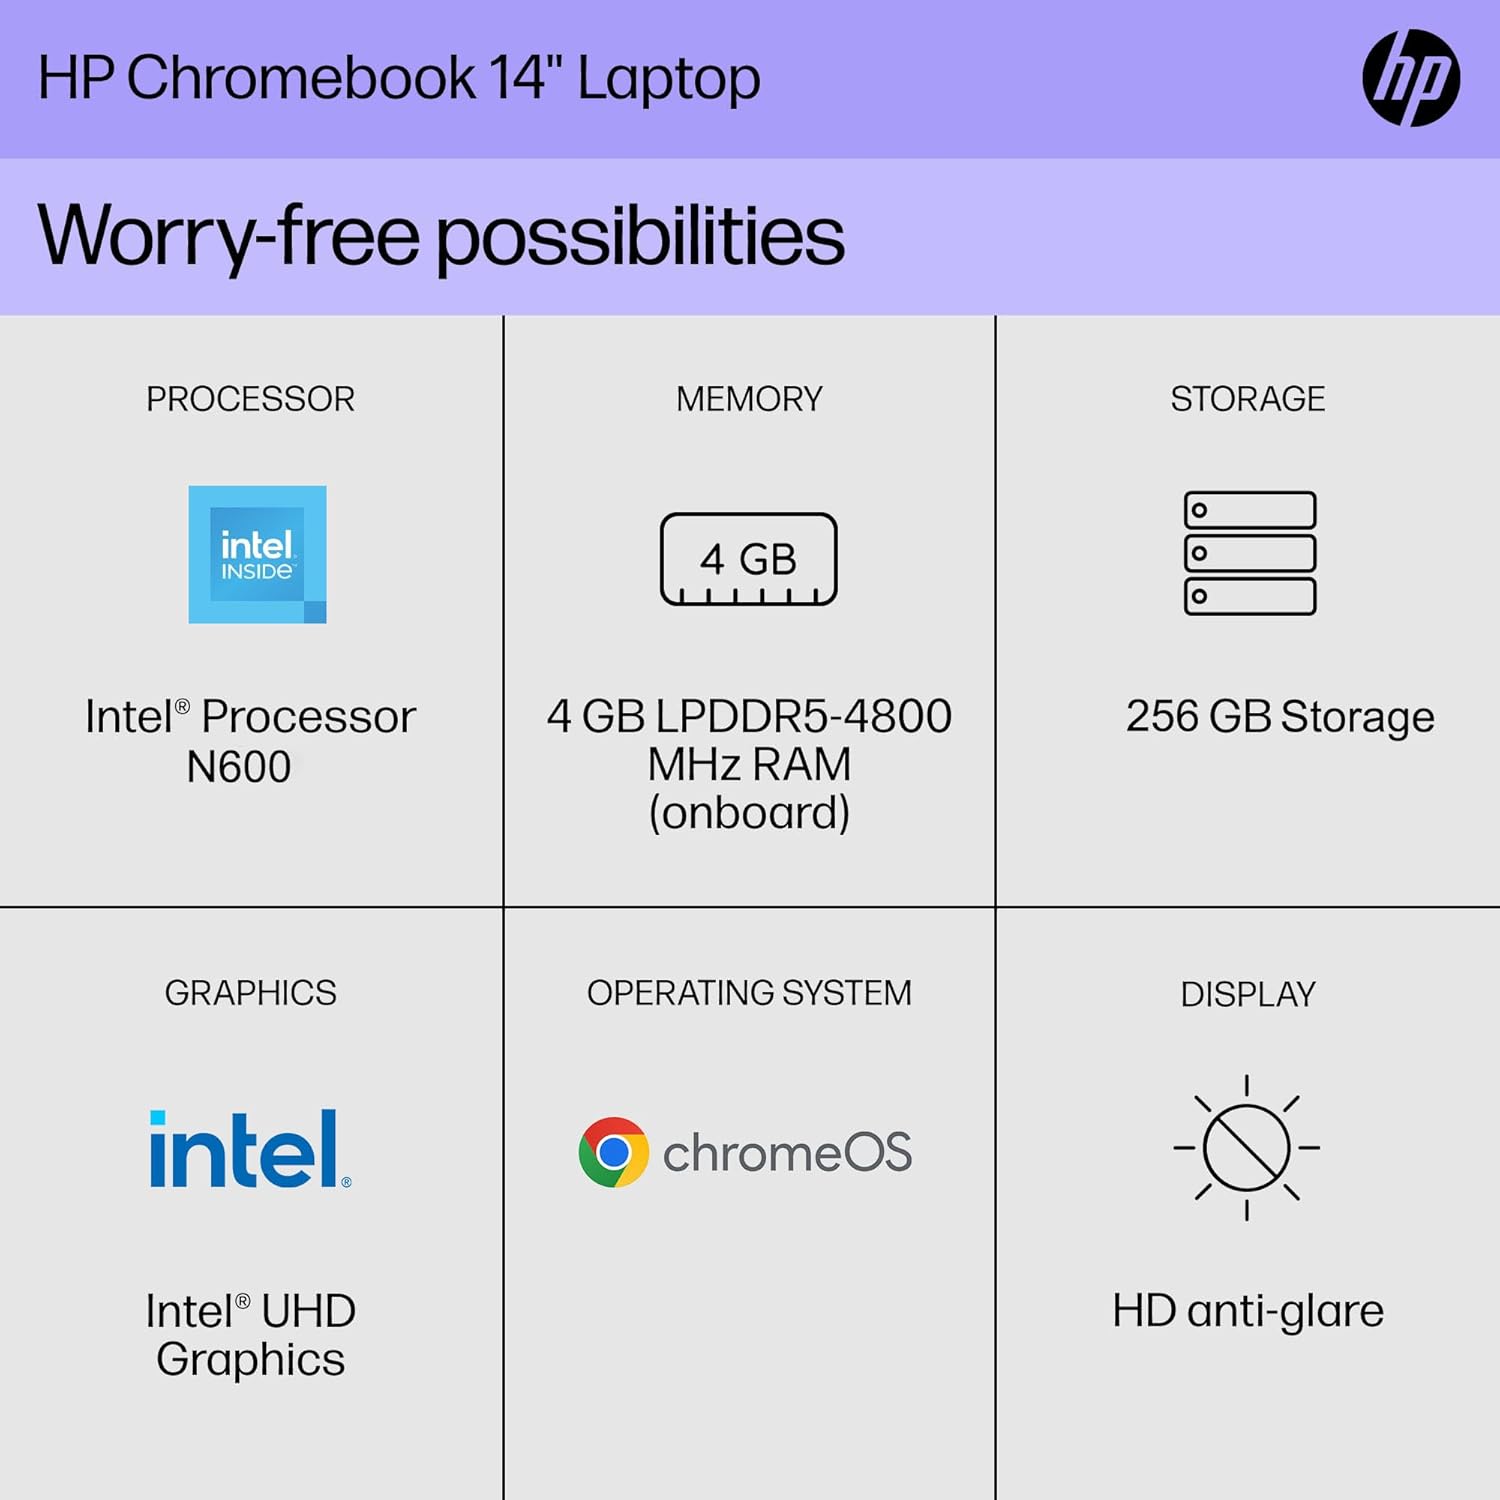 HP Chromebook 14" Laptop
hp
Worry-free possibilities
PROCESSOR
intel
INSIDE™
Intel® Processor
N600
MEMORY
4 GB
4 GB LPDDR5-4800
MHz RAM
(onboard)
STORAGE
256 GB Storage
GRAPHICS
intel®
Intel® UHD
Graphics
OPERATING SYSTEM
chromeOS
DISPLAY
HD anti-glare